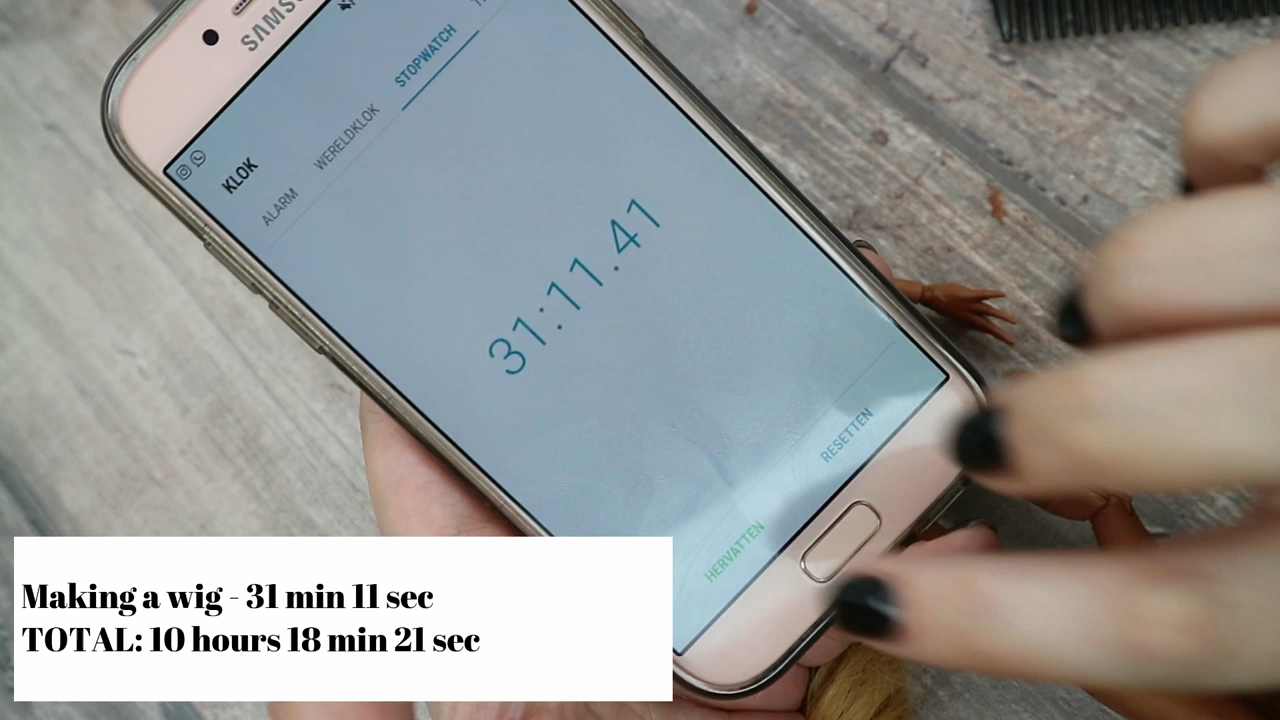 SAMS
KLOK
ALARM
WERELDKLOK
STOPWATCH
31:11.41
HERVATTEN
RESETTEN
Making a wig - 31 min 11 sec
TOTAL: 10 hours 18 min 21 sec